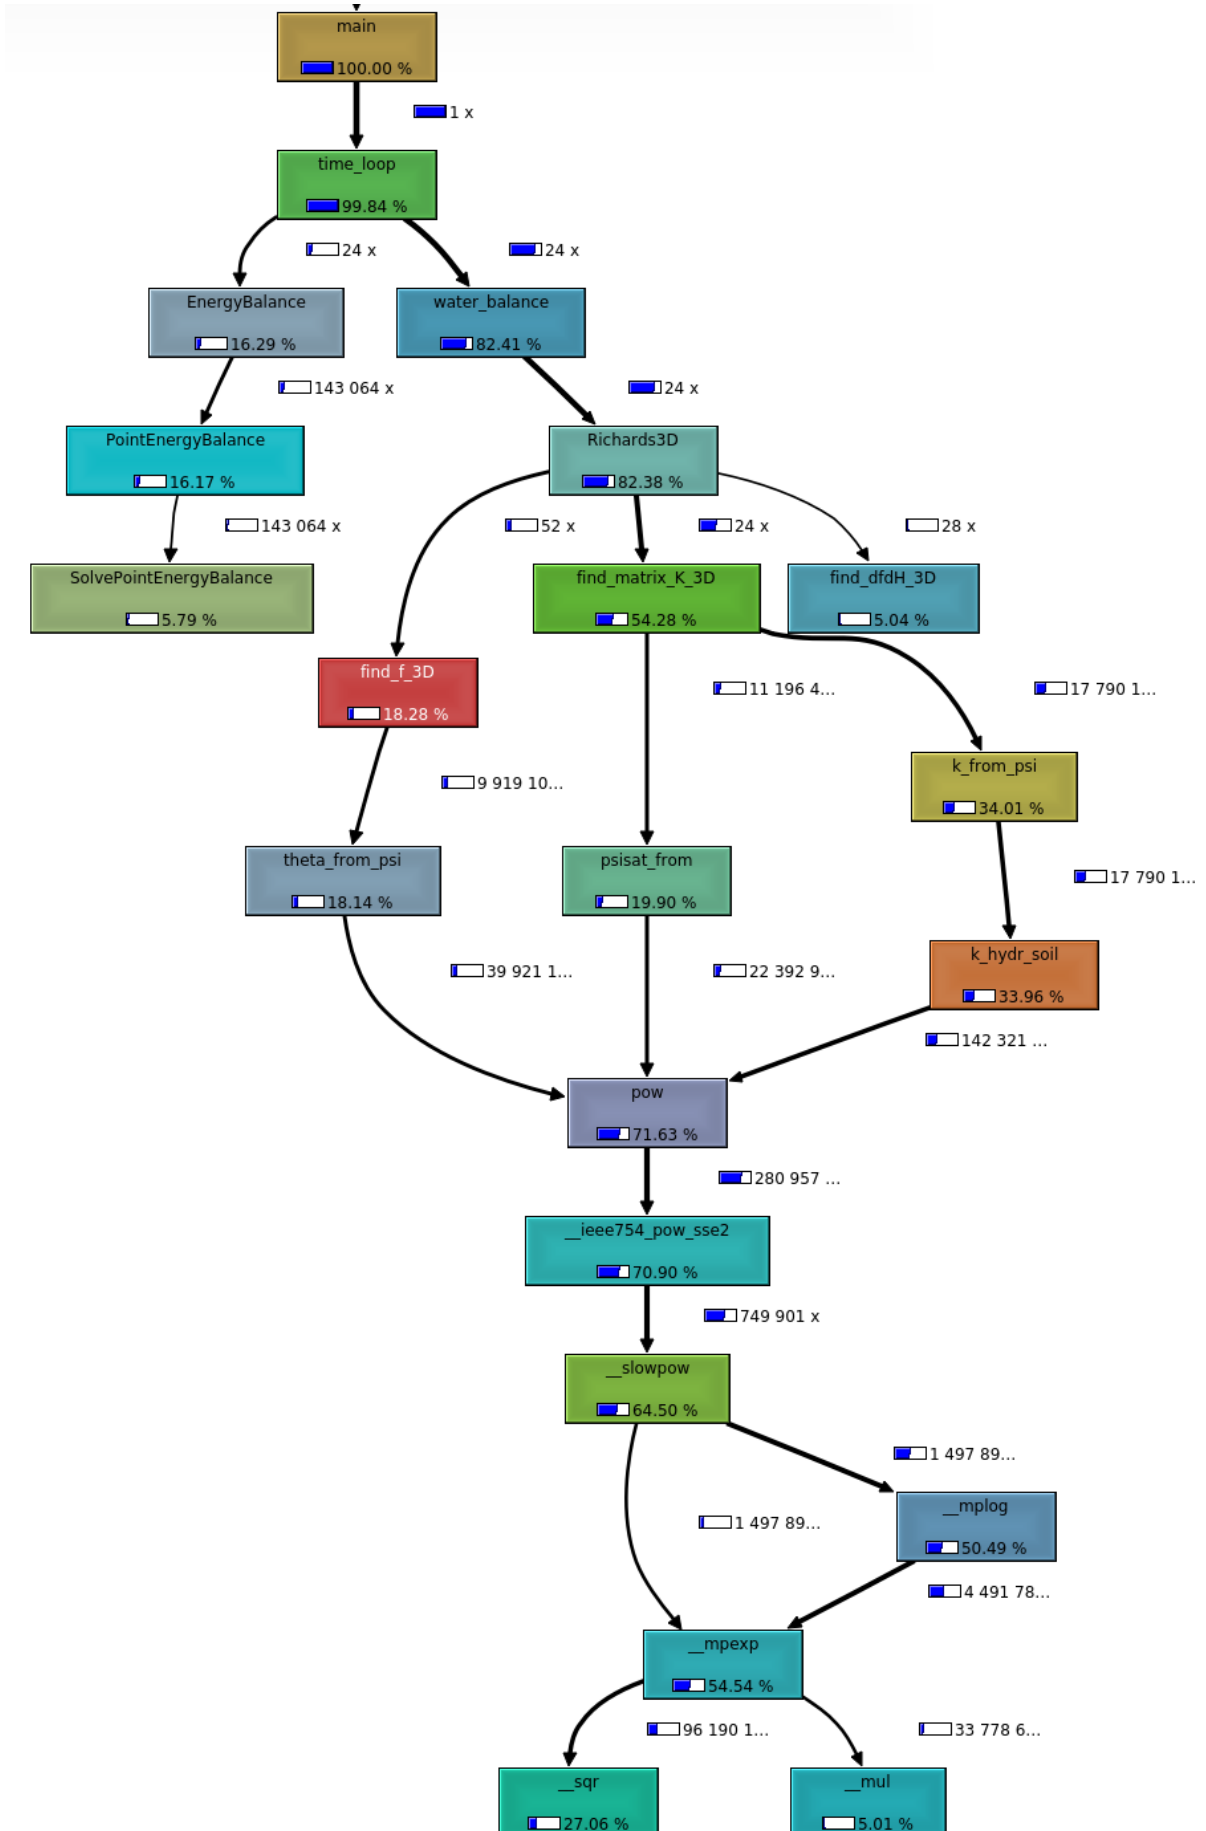 main
100.00 %
1 x
time_loop
99.84 %
24 x
24 x
EnergyBalance
16.29 %
water_balance
82.41 %
143 064 x
24 x
PointEnergyBalance
16.17 %
Richards3D
82.38 %
143 064 x
52 x
24 x
28 x
SolvePointEnergyBalance
5.79 %
find_matrix_K_3D
54.28 %
find_dfdH_3D
5.04 %
find_f_3D
18.28 %
11 196 4...
17 790 1...
9 919 10...
k_from_psi
34.01 %
theta_from_psi
18.14 %
psisat_from
19.90 %
17 790 1...
39 921 1...
22 392 9...
k_hydr_soil
33.96 %
142 321 ...
pow
71.63 %
280 957 ...
__ieee754_pow_sse2
70.90 %
749 901 x
__slowpow
64.50 %
1 497 89...
1 497 89...
__mplog
50.49 %
4 491 78...
__mpexp
54.54 %
96 190 1...
33 778 6...
__sqr
27.06 %
__mul
5.01 %